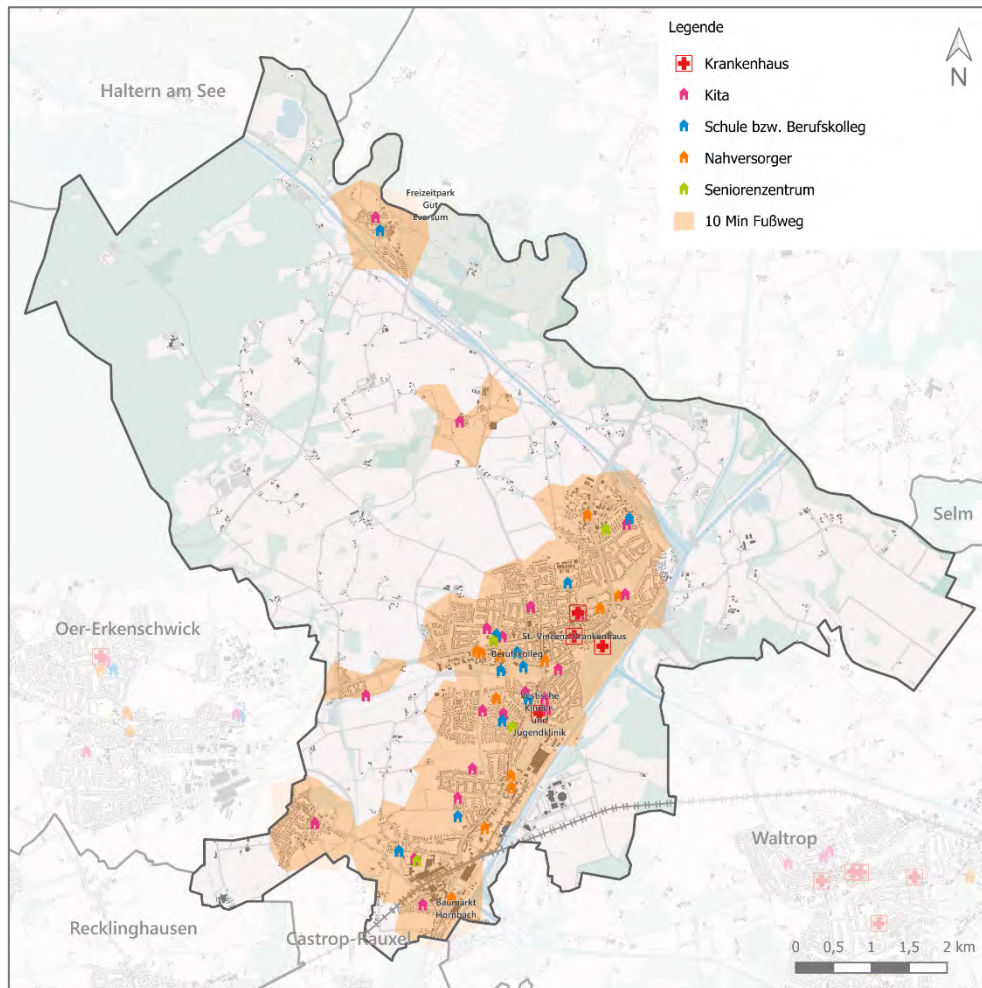 Legende
Krankenhaus
Kita
Schule bzw. Berufskolleg
Nahversorger
Seniorenzentrum
10 Min Fußweg
N
Haltern am See
Freizeitpark
Gut
Eversum
Selm
Oer-Erkenschwick
St.-Vincenz-Krankenhaus
Berufskolleg
Vestische
Kinder
und
Jugendklinik
Waltrop
Baumarkt
Hornbach
Recklinghausen
Castrop-Rauxel
0 0,5 1 1,5 2 km